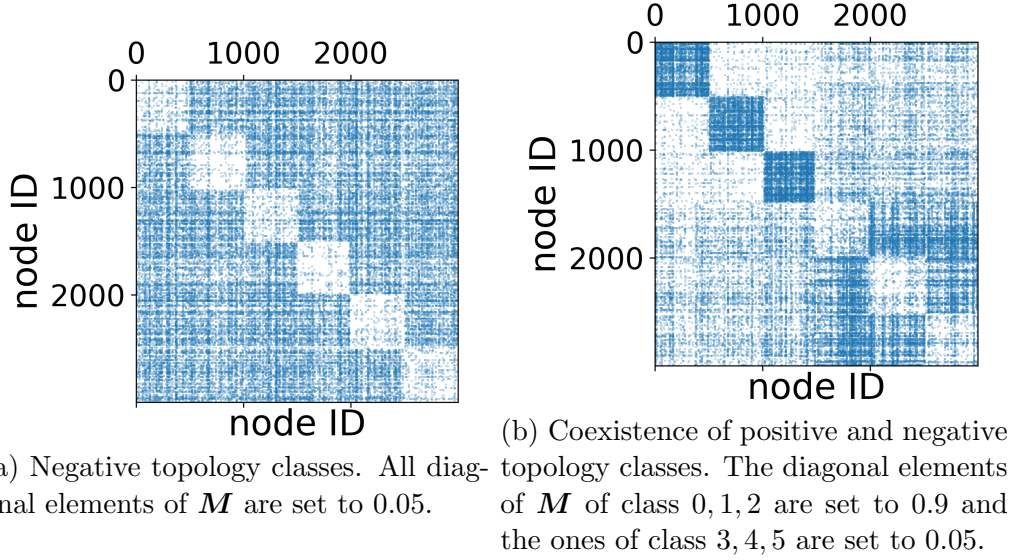 0 1000 2000
0
1000
2000
node ID
node ID
a) Negative topology classes. All diag-
nal elements of M are set to 0.05.
0 1000 2000
0
1000
2000
node ID
node ID
(b) Coexistence of positive and negative
topology classes. The diagonal elements
of M of class 0, 1, 2 are set to 0.9 and
the ones of class 3, 4, 5 are set to 0.05.